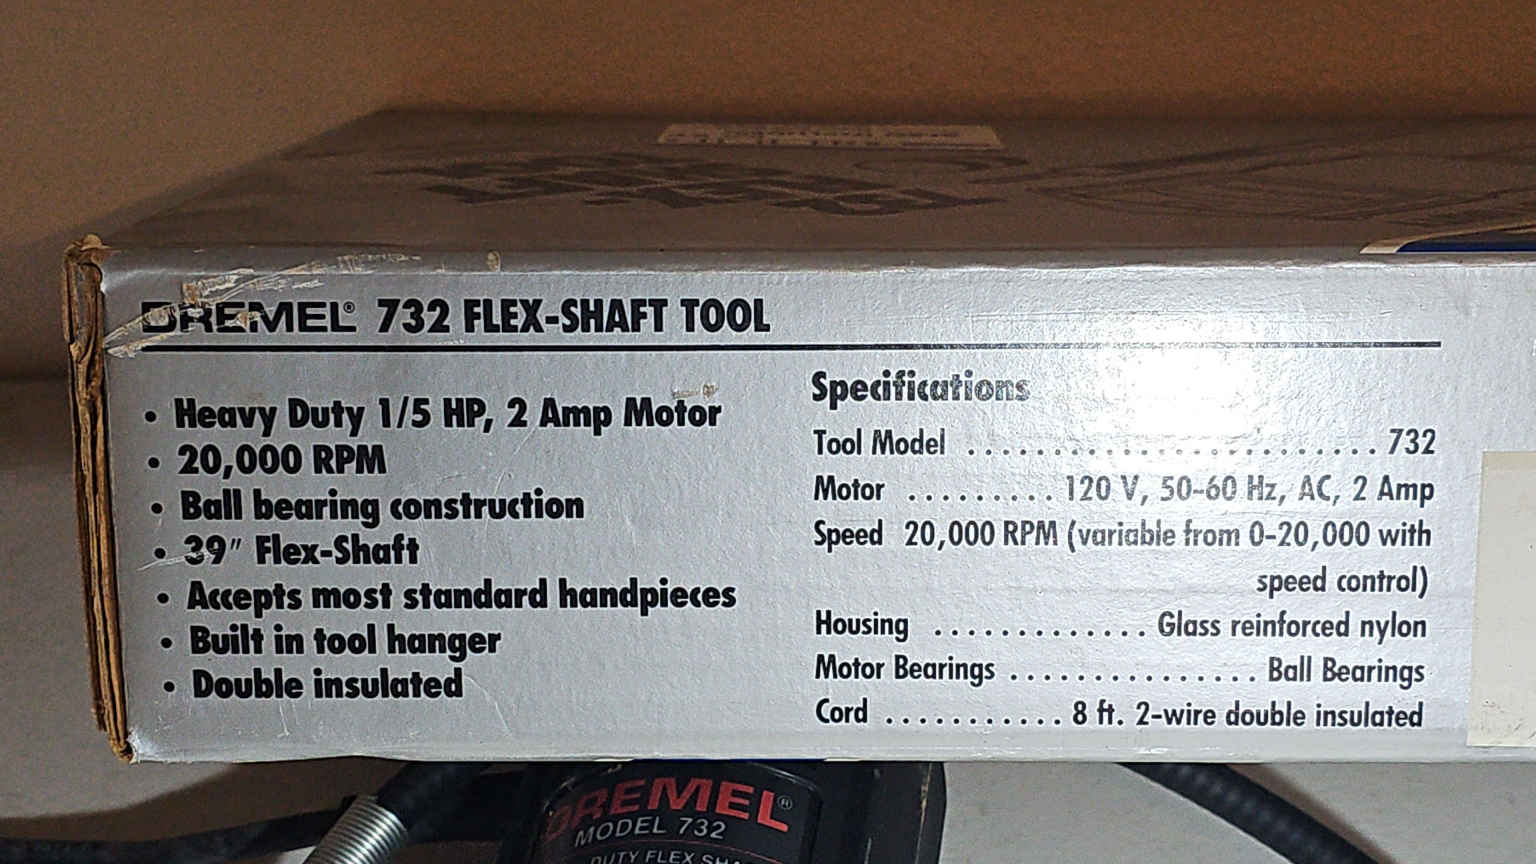 DREMEL® 732 FLEX-SHAFT TOOL
• Heavy Duty 1/5 HP, 2 Amp Motor
• 20,000 RPM
• Ball bearing construction
• 39" Flex-Shaft
• Accepts most standard handpieces
• Built in tool hanger
• Double insulated
Specifications
Tool Model ........................ 732
Motor ......... 120 V, 50-60 Hz, AC, 2 Amp
Speed 20,000 RPM (variable from 0-20,000 with
speed control)
Housing ............. Glass reinforced nylon
Motor Bearings ............... Ball Bearings
Cord ........... 8 ft. 2-wire double insulated
DREMEL®
MODEL 732
DUTY FLEX